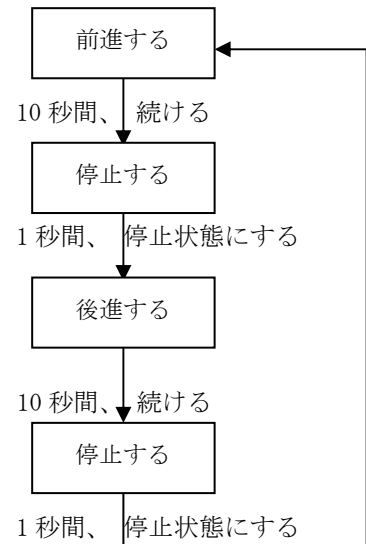 前進する
10 秒間、 続ける
停止する
1 秒間、 停止状態にする
後進する
10 秒間、 続ける
停止する
1 秒間、 停止状態にする